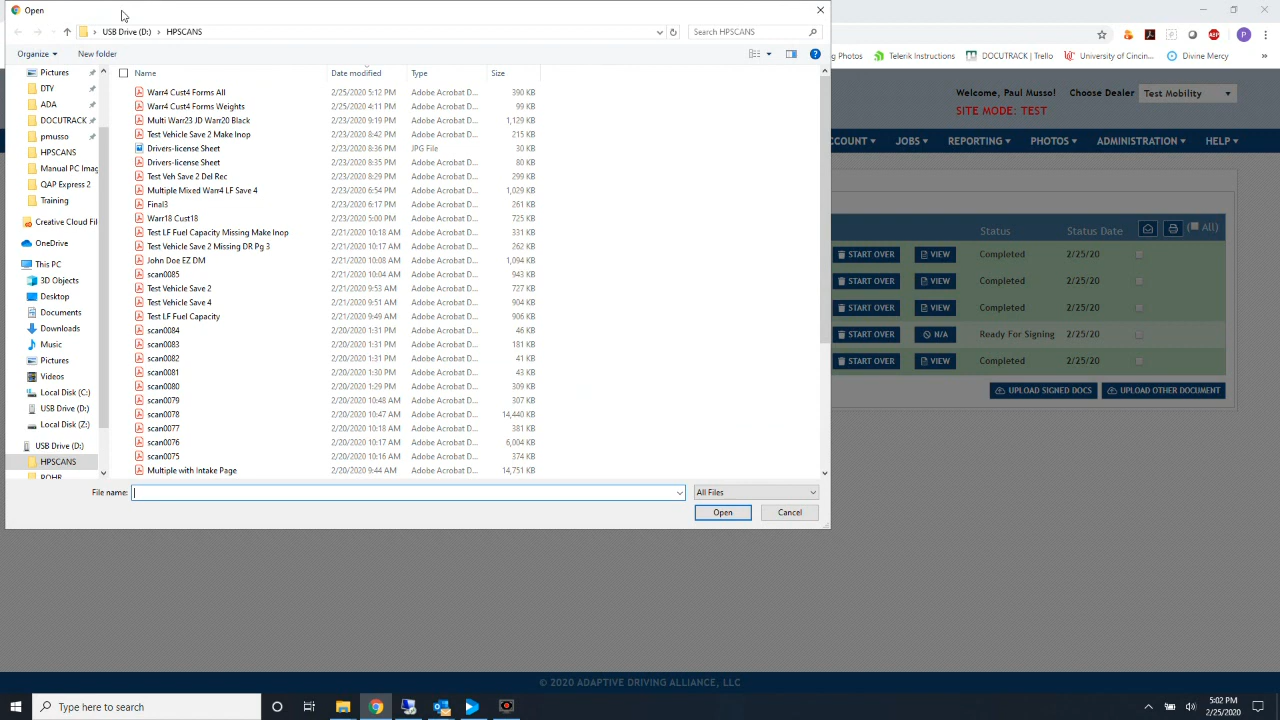 Open
USB Drive (D:) › HPSCANS
Search HPSCANS
Organize
New folder
Name
Date modified
Type
Size
Pictures
DTV
ADA
DOCUTRACK
pmusso
HPSCANS
Manual PC Imag
QAP Express 2
Training
Creative Cloud Fil
OneDrive
This PC
3D Objects
Desktop
Documents
Downloads
Music
Pictures
Videos
Local Disk (C:)
USB Drive (D:)
Local Disk (Z:)
USB Drive (D:)
HPSCANS
Warr4 Cust4 Forms All 2/25/2020 5:12 PM Adobe Acrobat D... 390 KB
Warr4 Cust4 Forms Weights 2/25/2020 4:11 PM Adobe Acrobat D... 99 KB
Multi Warr23 JD Warr20 Black 2/23/2020 9:19 PM Adobe Acrobat D... 1,129 KB
Test Vehicle Save 2 Make Inop 2/23/2020 8:42 PM Adobe Acrobat D... 215 KB
Drivers-license Sheet 2/23/2020 8:36 PM JPG File 30 KB
Drivers-license Sheet 2/23/2020 8:35 PM Adobe Acrobat D... 80 KB
Test Veh Save 2 Del Rec 2/23/2020 8:29 PM Adobe Acrobat D... 299 KB
Multiple Mixed Warr4 LF Save 4 2/23/2020 6:54 PM Adobe Acrobat D... 1,029 KB
Final3 2/23/2020 6:17 PM Adobe Acrobat D... 261 KB
Warr18 Cust18 2/23/2020 5:00 PM Adobe Acrobat D... 725 KB
Test LF Fuel Capacity Missing Make Inop 2/21/2020 10:18 AM Adobe Acrobat D... 331 KB
Test Vehicle Save 2 Missing DR Pg 3 2/21/2020 10:17 AM Adobe Acrobat D... 262 KB
John Doe EZ DM 2/21/2020 10:08 AM Adobe Acrobat D... 1,094 KB
scan0085 2/21/2020 10:04 AM Adobe Acrobat D... 943 KB
Test Vehicle Save 2 2/21/2020 9:53 AM Adobe Acrobat D... 727 KB
Test Vehicle Save 4 2/21/2020 9:51 AM Adobe Acrobat D... 904 KB
Test LF Fuel Capacity 2/21/2020 9:49 AM Adobe Acrobat D... 906 KB
scan0084 2/20/2020 1:31 PM Adobe Acrobat D... 46 KB
scan0083 2/20/2020 1:31 PM Adobe Acrobat D... 181 KB
scan0082 2/20/2020 1:31 PM Adobe Acrobat D... 41 KB
scan0081 2/20/2020 1:30 PM Adobe Acrobat D... 43 KB
scan0080 2/20/2020 1:29 PM Adobe Acrobat D... 309 KB
scan0079 2/20/2020 10:48 AM Adobe Acrobat D... 307 KB
scan0078 2/20/2020 10:47 AM Adobe Acrobat D... 14,440 KB
scan0077 2/20/2020 10:18 AM Adobe Acrobat D... 381 KB
scan0076 2/20/2020 10:17 AM Adobe Acrobat D... 6,004 KB
scan0075 2/20/2020 10:16 AM Adobe Acrobat D... 374 KB
Multiple with Intake Page 2/20/2020 9:44 AM Adobe Acrobat D... 14,751 KB
File name:
All Files
Open
Cancel
P
Photos
Telerik Instructions
DOCUTRACK | Trello
University of Cincin...
Divine Mercy
»
Welcome, Paul Musso!
Choose Dealer
Test Mobility
SITE MODE: TEST
JOBS
REPORTING
PHOTOS
ADMINISTRATION
HELP
Status
Status Date
( All)
START OVER VIEW Completed 2/25/20
START OVER VIEW Completed 2/25/20
START OVER VIEW Completed 2/25/20
START OVER N/A Ready For Signing 2/25/20
START OVER VIEW Completed 2/25/20
UPLOAD SIGNED DOCS
UPLOAD OTHER DOCUMENT
© 2020 ADAPTIVE DRIVING ALLIANCE, LLC
Type here to search
5:02 PM
2/25/2020